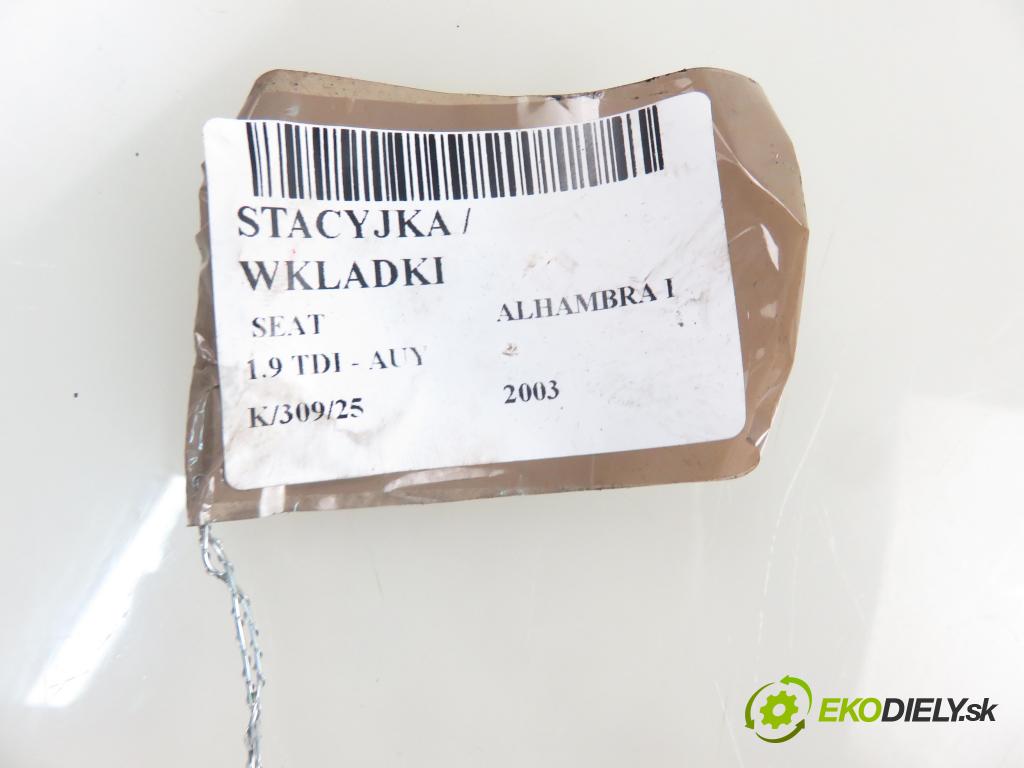 STACYJKA /
WKLADKI
SEAT ALHAMBRA I
1.9 TDI - AUY
K/309/25 2003
EKODIELY.sk